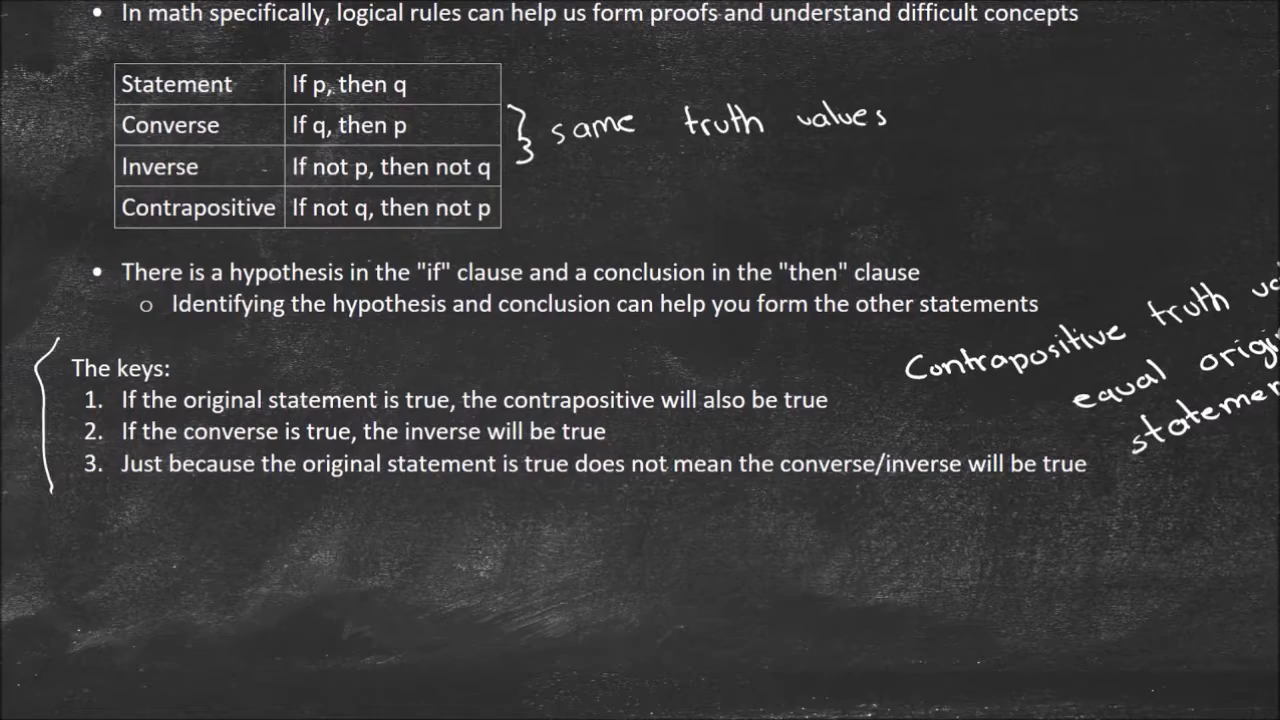 • In math specifically, logical rules can help us form proofs and understand difficult concepts
Statement If p, then q
Converse If q, then p
Inverse If not p, then not q
Contrapositive If not q, then not p
same truth values
• There is a hypothesis in the "if" clause and a conclusion in the "then" clause
o Identifying the hypothesis and conclusion can help you form the other statements
Contrapositive truth
equal
The keys:
1. If the original statement is true, the contrapositive will also be true
2. If the converse is true, the inverse will be true
3. Just because the original statement is true does not mean the converse/inverse will be true